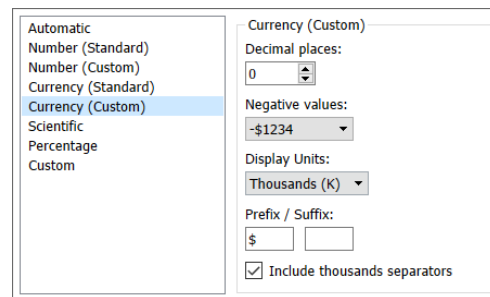 Automatic
Number (Standard)
Number (Custom)
Currency (Standard)
Currency (Custom)
Scientific
Percentage
Custom
Currency (Custom)
Decimal places:
0
Negative values:
-$1234
Display Units:
Thousands (K)
Prefix / Suffix:
$
Include thousands separators